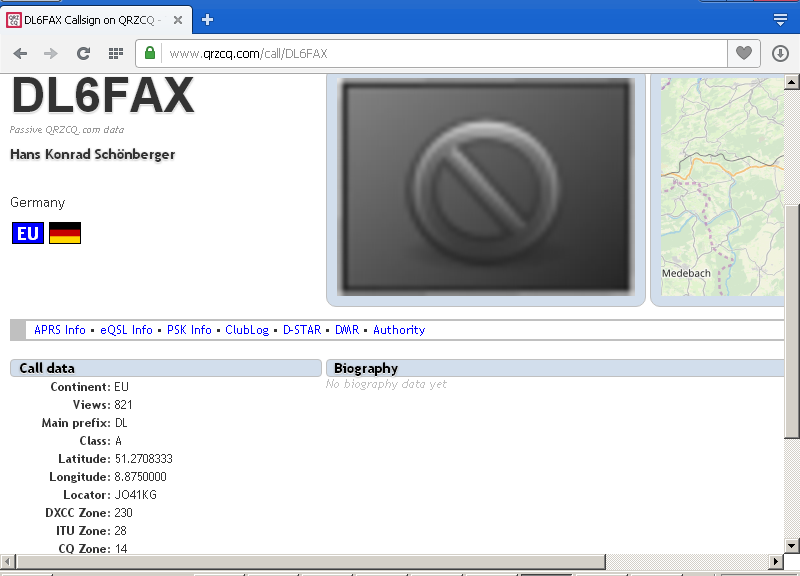 DL6FAX Callsign on QRZCQ -
www.qrzcq.com/call/DL6FAX
DL6FAX
Passive QRZCQ.com data
Hans Konrad Schönberger
Germany
EU
Medebach
APRS Info • eQSL Info • PSK Info • ClubLog • D-STAR • DMR • Authority
Call data
Biography
No biography data yet
Continent: EU
Views: 821
Main prefix: DL
Class: A
Latitude: 51.2708333
Longitude: 8.8750000
Locator: JO41KG
DXCC Zone: 230
ITU Zone: 28
CQ Zone: 14